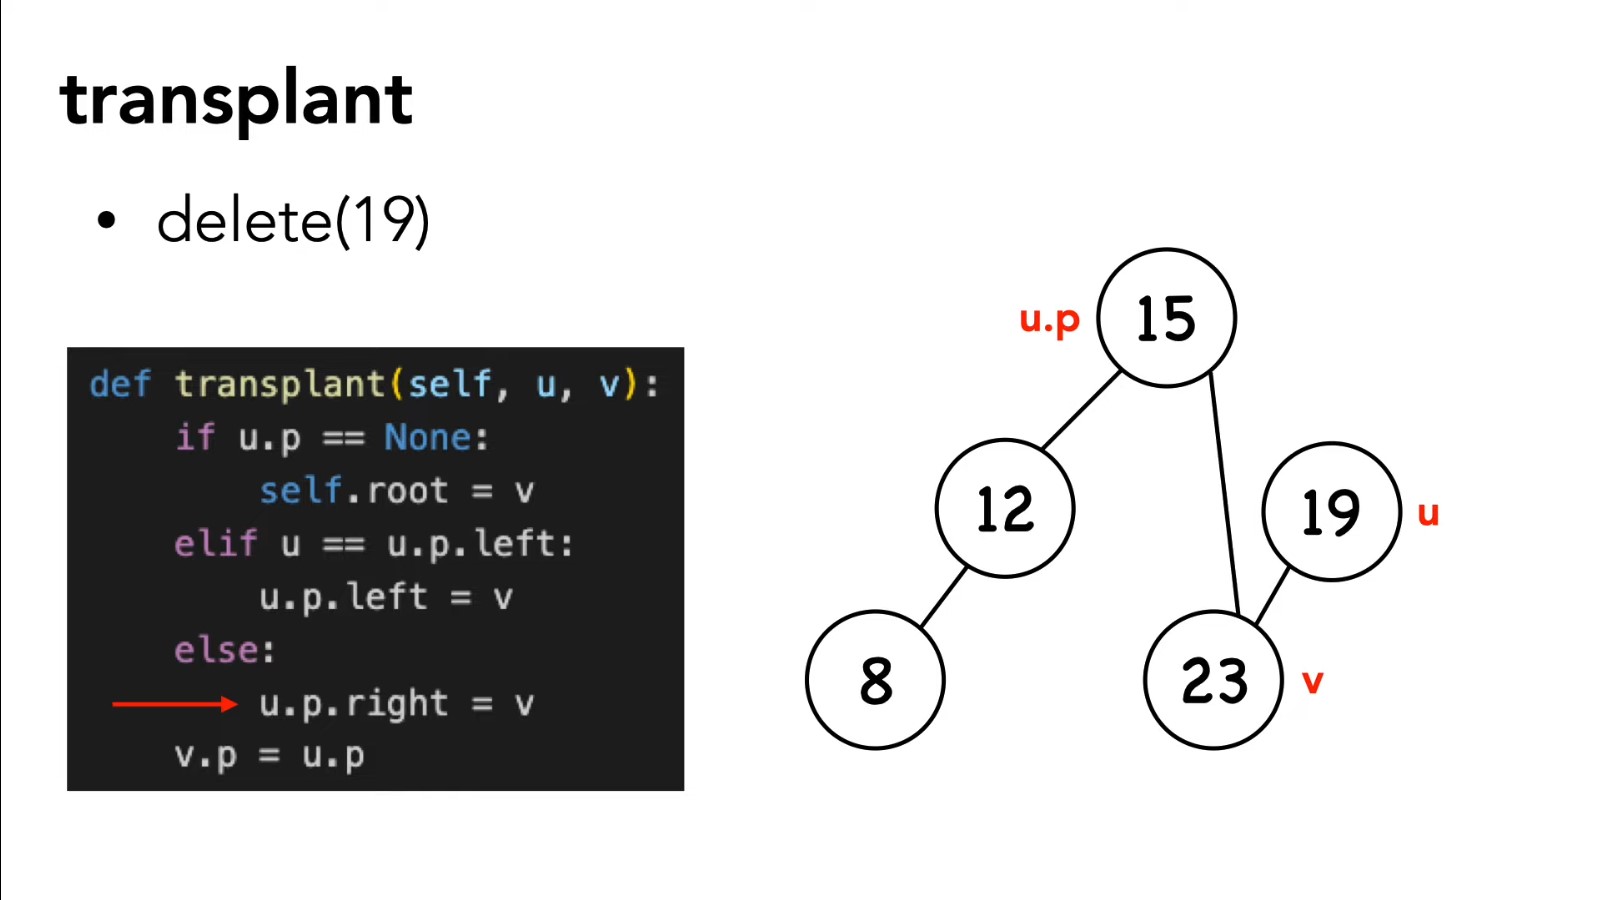 transplant
• delete(19)
def transplant(self, u, v):
if u.p == None:
self.root = v
elif u == u.p.left:
u.p.left = v
else:
u.p.right = v
v.p = u.p
u.p
15
12
19
u
8
23
v